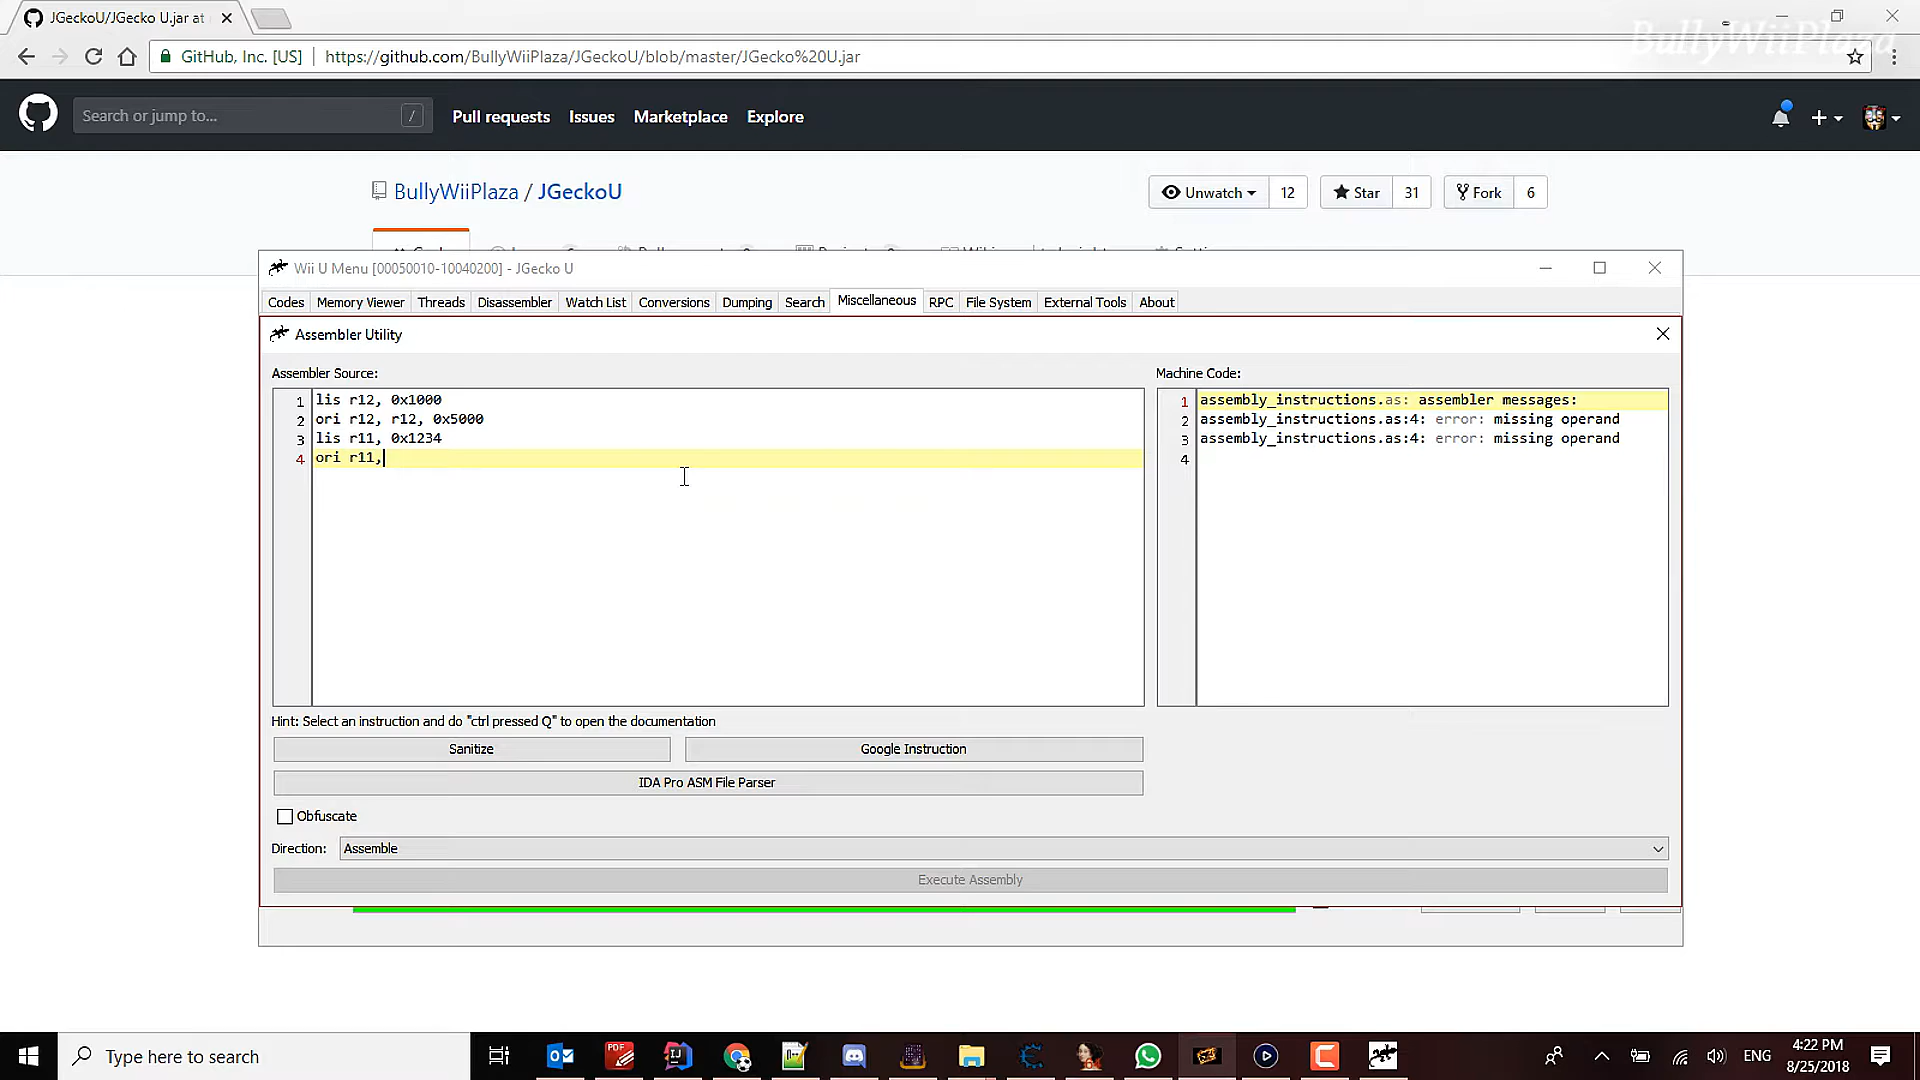 JGeckoU/JGecko U.jar at
BullyWiiPlaza
GitHub, Inc. [US] | https://github.com/BullyWiiPlaza/JGeckoU/blob/master/JGecko%20U.jar
Search or jump to... /
Pull requests Issues Marketplace Explore
BullyWiiPlaza / JGeckoU
Unwatch 12 Star 31 Fork 6
Wii U Menu [00050010-10040200] - JGecko U
Codes Memory Viewer Threads Disassembler Watch List Conversions Dumping Search Miscellaneous RPC File System External Tools About
Assembler Utility
Assembler Source:
1 lis r12, 0x1000
2 ori r12, r12, 0x5000
3 lis r11, 0x1234
4 ori r11,
Machine Code:
1 assembly_instructions.as: assembler messages:
2 assembly_instructions.as:4: error: missing operand
3 assembly_instructions.as:4: error: missing operand
4
Hint: Select an instruction and do "ctrl pressed Q" to open the documentation
Sanitize Google Instruction
IDA Pro ASM File Parser
Obfuscate
Direction: Assemble
Execute Assembly
Type here to search
PDF
IJ
ENG
4:22 PM
8/25/2018